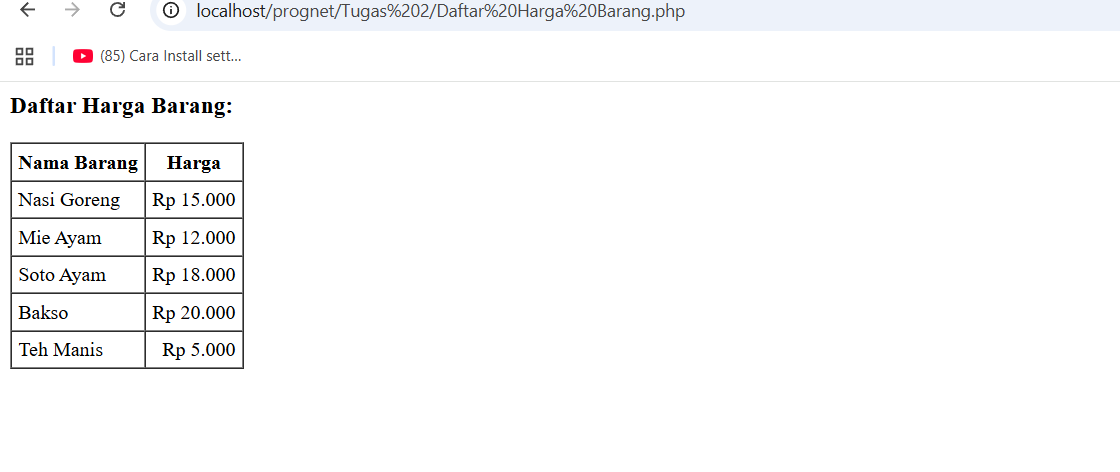 localhost/prognet/Tugas%202/Daftar%20Harga%20Barang.php
(85) Cara Install sett...
Daftar Harga Barang:
Nama Barang Harga
Nasi Goreng Rp 15.000
Mie Ayam Rp 12.000
Soto Ayam Rp 18.000
Bakso Rp 20.000
Teh Manis Rp 5.000